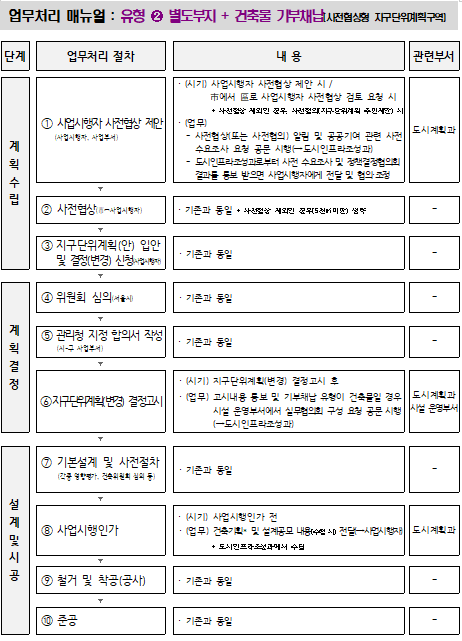 업무처리 매뉴얼 : 유형 ❷ 별도부지 + 건축물 기부채납(사전협상형 지구단위계획구역)
단계 업무처리 절차 내 용 관련부서
계획수립
① 사업시행자 사전협상 제안
(사업시행자, 사업부서)
· (시기) 사업시행자 사전협상 제안 시 /
市에서 區로 사업시행자 사전협상 검토 요청 시
* 사전협상 제외인 경우, 사전협의(지구단위계획 주민제안) 시
· (업무)
- 사전협상(또는 사전협의) 알림 및 공공기여 관련 사전
수요조사 요청 공문 시행(→도시인프라조성과)
- 도시인프라조성과로부터 사전 수요조사 및 정책결정협의회
결과를 통보 받으면 사업시행자에게 전달 및 협의·조정
도시계획과
② 사전협상(市↔사업시행자)
· 기존과 동일 * 사전협상 제외인 경우(5천㎡미만) 생략
-
③ 지구단위계획(안) 입안
및 결정(변경) 신청(사업시행자)
· 기존과 동일
-
계획결정
④ 위원회 심의(서울시)
· 기존과 동일
-
⑤ 관리청 지정 합의서 작성
(시-구 사업부서)
· 기존과 동일
-
⑥지구단위계획(변경) 결정고시
· (시기) 지구단위계획(변경) 결정고시 후
· (업무) 고시내용 통보 및 기부채납 유형이 건축물일 경우
시설 운영부서에서 실무협의회 구성 요청 공문 시행
(→도시인프라조성과)
도시계획과
시설 운영부서
설계 및 시공
⑦ 기본설계 및 사전절차
(각종 영향평가, 건축위원회 심의 등)
· 기존과 동일
-
⑧ 사업시행인가
· (시기) 사업시행인가 전
· (업무) 건축기획* 및 설계공모 내용(수립 시) 전달(→사업시행자)
* 도시인프라조성과에서 수립
도시계획과
⑨ 철거 및 착공(공사)
· 기존과 동일
-
⑩ 준공
· 기존과 동일
-